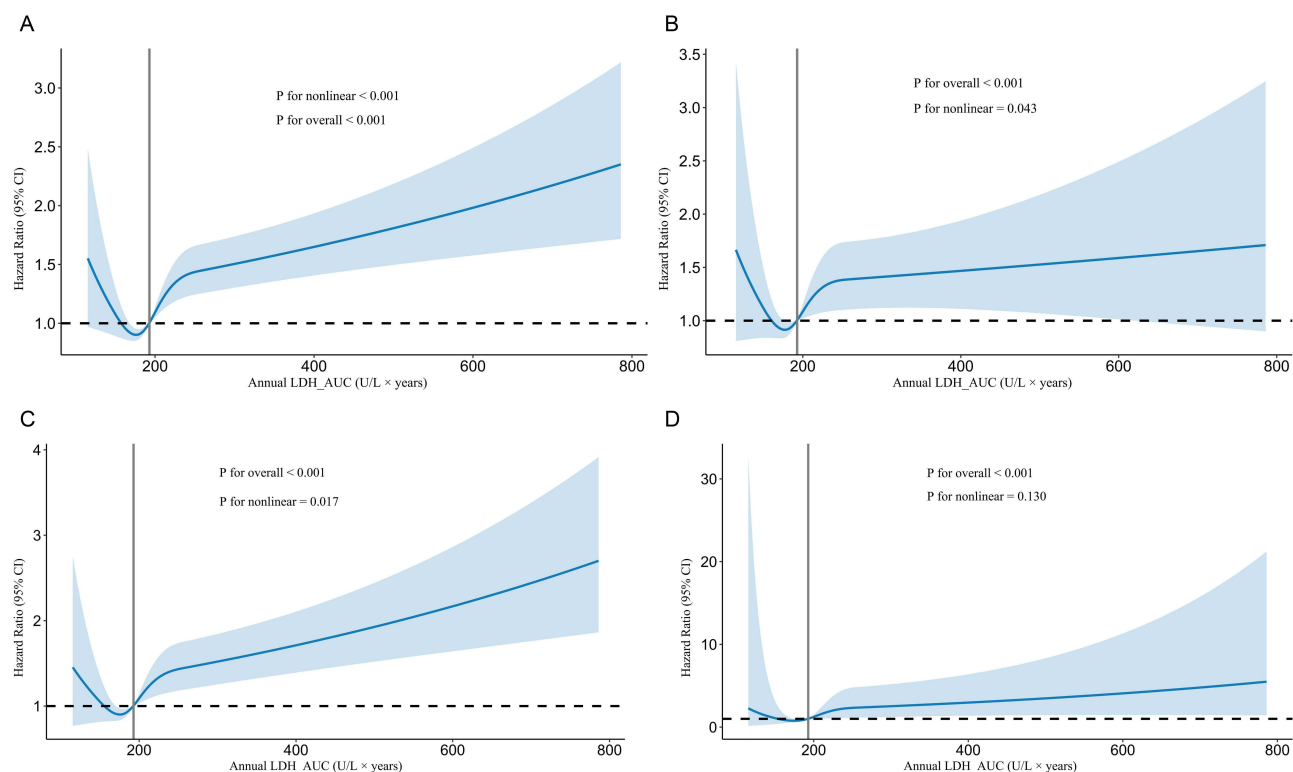 A
P for nonlinear < 0.001
P for overall < 0.001
Hazard Ratio (95% CI)
3.0
2.5
2.0
1.5
1.0
200
400
600
800
Annual LDH_AUC (U/L × years)
B
P for overall < 0.001
P for nonlinear = 0.043
Hazard Ratio (95% CI)
3.5
3.0
2.5
2.0
1.5
1.0
200
400
600
800
Annual LDH_AUC (U/L × years)
C
P for overall < 0.001
P for nonlinear = 0.017
Hazard Ratio (95% CI)
4
3
2
1
200
400
600
800
Annual LDH_AUC (U/L × years)
D
P for overall < 0.001
P for nonlinear = 0.130
Hazard Ratio (95% CI)
30
20
10
0
200
400
600
800
Annual LDH_AUC (U/L × years)